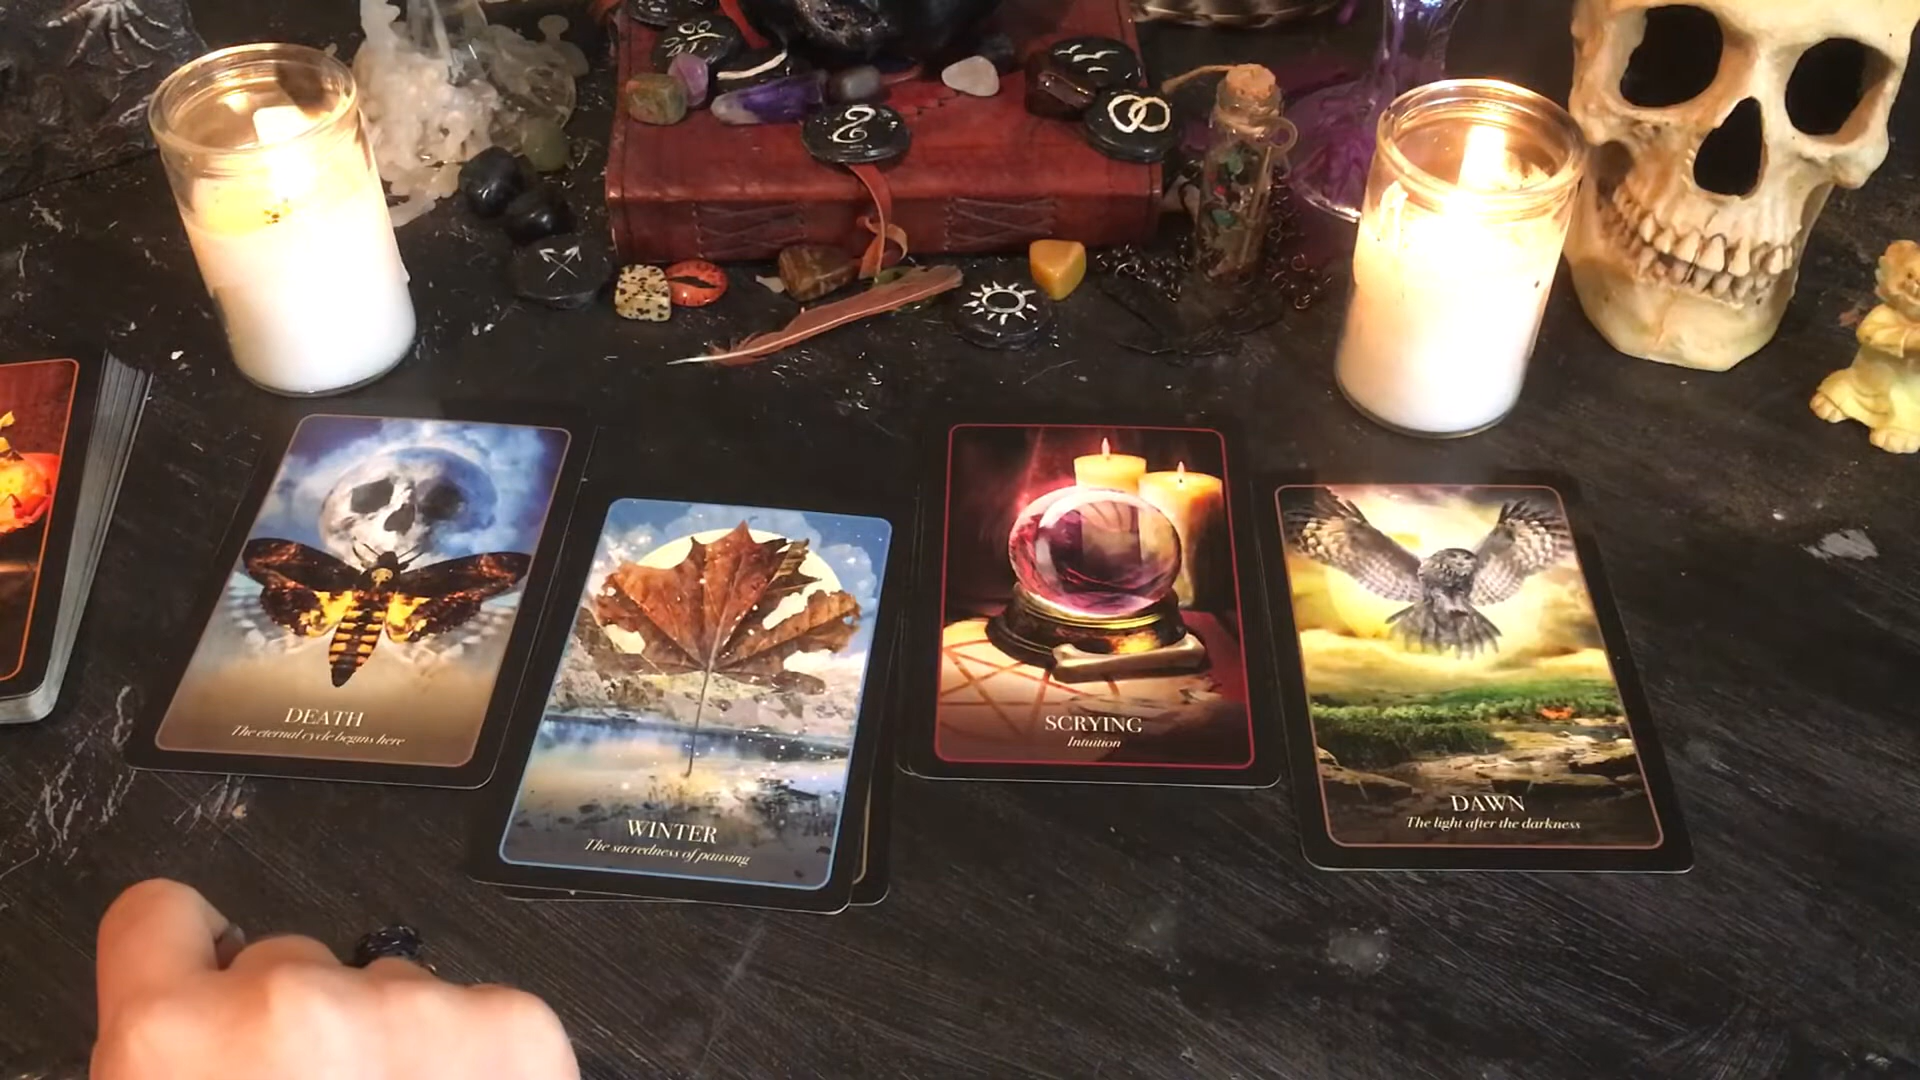 DEATH
The eternal cycle begins here
WINTER
The sacredness of pausing
SCRYING
Intuition
DAWN
The light after the darkness